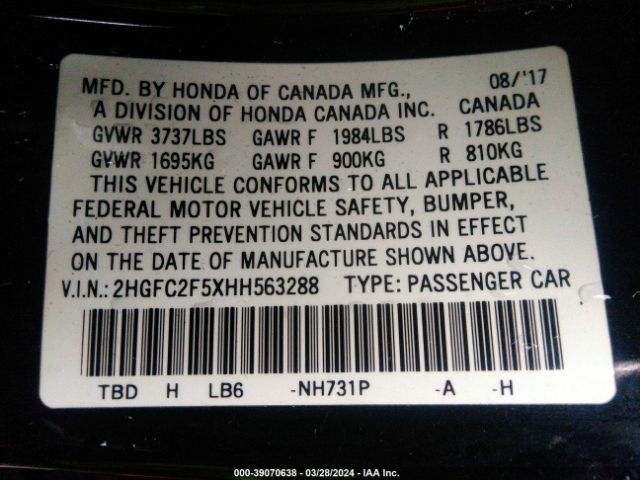 MFD. BY HONDA OF CANADA MFG., 08/'17
A DIVISION OF HONDA CANADA INC. CANADA
GVWR 3737LBS GAWR F 1984LBS R 1786LBS
GVWR 1695KG GAWR F 900KG R 810KG
THIS VEHICLE CONFORMS TO ALL APPLICABLE
FEDERAL MOTOR VEHICLE SAFETY, BUMPER,
AND THEFT PREVENTION STANDARDS IN EFFECT
ON THE DATE OF MANUFACTURE SHOWN ABOVE.
V.I.N.: 2HGFC2F5XHH563288 TYPE: PASSENGER CAR
TBD H LB6 -NH731P -A -H
000-39070638 - 03/28/2024 - IAA Inc.